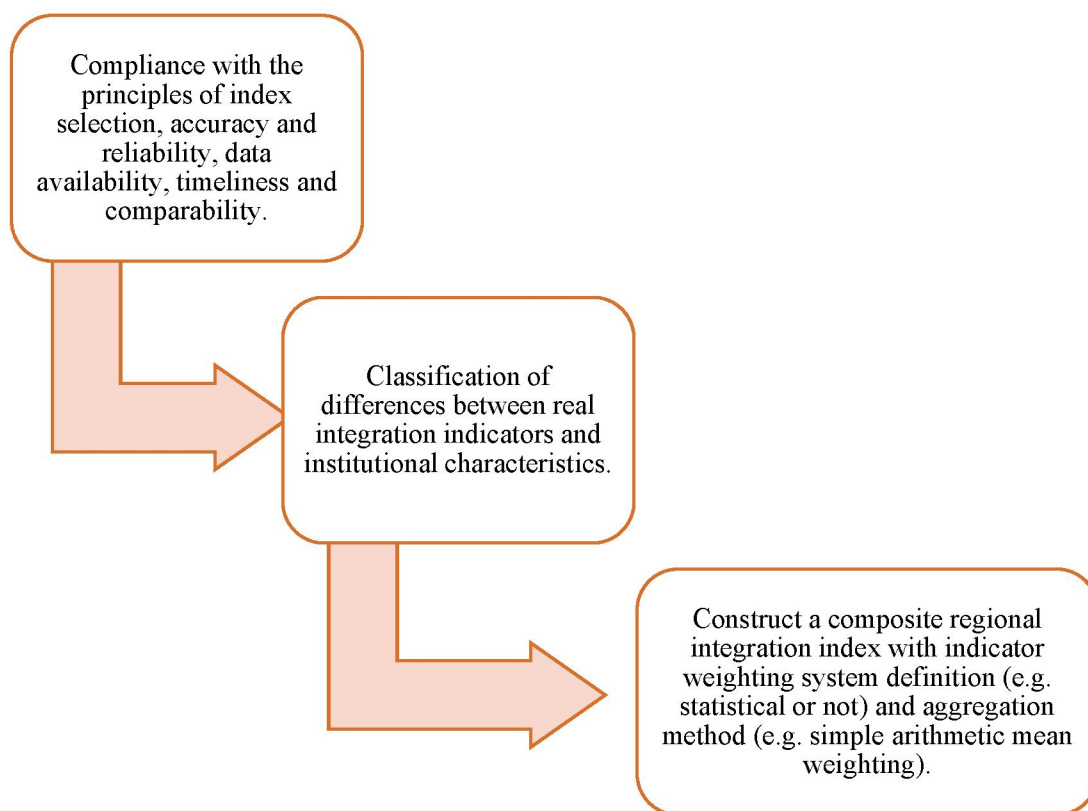 Compliance with the
principles of index
selection, accuracy and
reliability, data
availability, timeliness and
comparability.
Classification of
differences between real
integration indicators and
institutional characteristics.
Construct a composite regional
integration index with indicator
weighting system definition (e.g.
statistical or not) and aggregation
method (e.g. simple arithmetic mean
weighting).